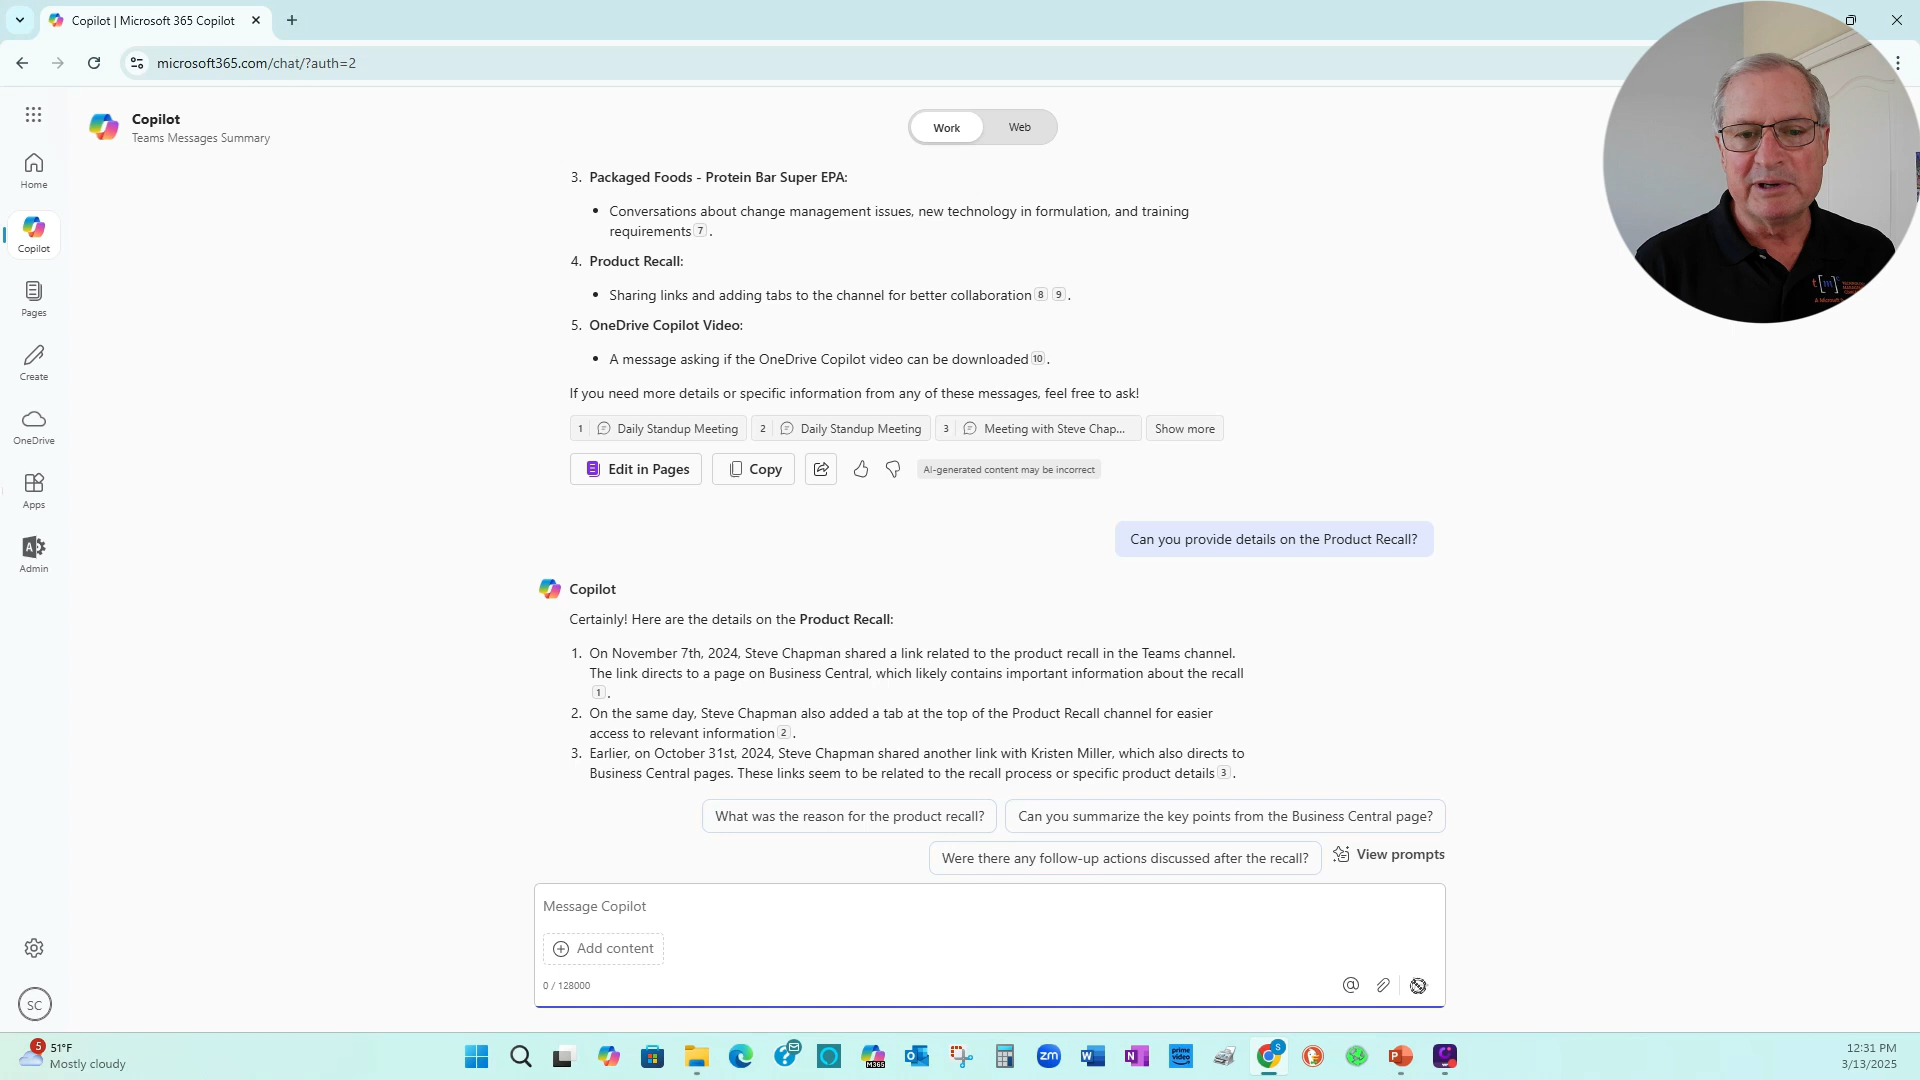 Copilot | Microsoft 365 Copilot
microsoft365.com/chat/?auth=2
Copilot
Teams Messages Summary
Work
Web
Home
Copilot
Pages
Create
OneDrive
Apps
Admin
SC
3. Packaged Foods - Protein Bar Super EPA:
• Conversations about change management issues, new technology in formulation, and training
requirements 7 .
4. Product Recall:
• Sharing links and adding tabs to the channel for better collaboration 8 9 .
5. OneDrive Copilot Video:
• A message asking if the OneDrive Copilot video can be downloaded 10 .
If you need more details or specific information from any of these messages, feel free to ask!
1 Daily Standup Meeting 2 Daily Standup Meeting 3 Meeting with Steve Chap... Show more
Edit in Pages Copy AI-generated content may be incorrect
Can you provide details on the Product Recall?
Copilot
Certainly! Here are the details on the Product Recall:
1. On November 7th, 2024, Steve Chapman shared a link related to the product recall in the Teams channel.
The link directs to a page on Business Central, which likely contains important information about the recall
1 .
2. On the same day, Steve Chapman also added a tab at the top of the Product Recall channel for easier
access to relevant information 2 .
3. Earlier, on October 31st, 2024, Steve Chapman shared another link with Kristen Miller, which also directs to
Business Central pages. These links seem to be related to the recall process or specific product details 3 .
What was the reason for the product recall? Can you summarize the key points from the Business Central page?
Were there any follow-up actions discussed after the recall? View prompts
Message Copilot
Add content
0 / 128000
5
51°F
Mostly cloudy
M365
zm
W
N
prime video
S
P
12:31 PM
3/13/2025